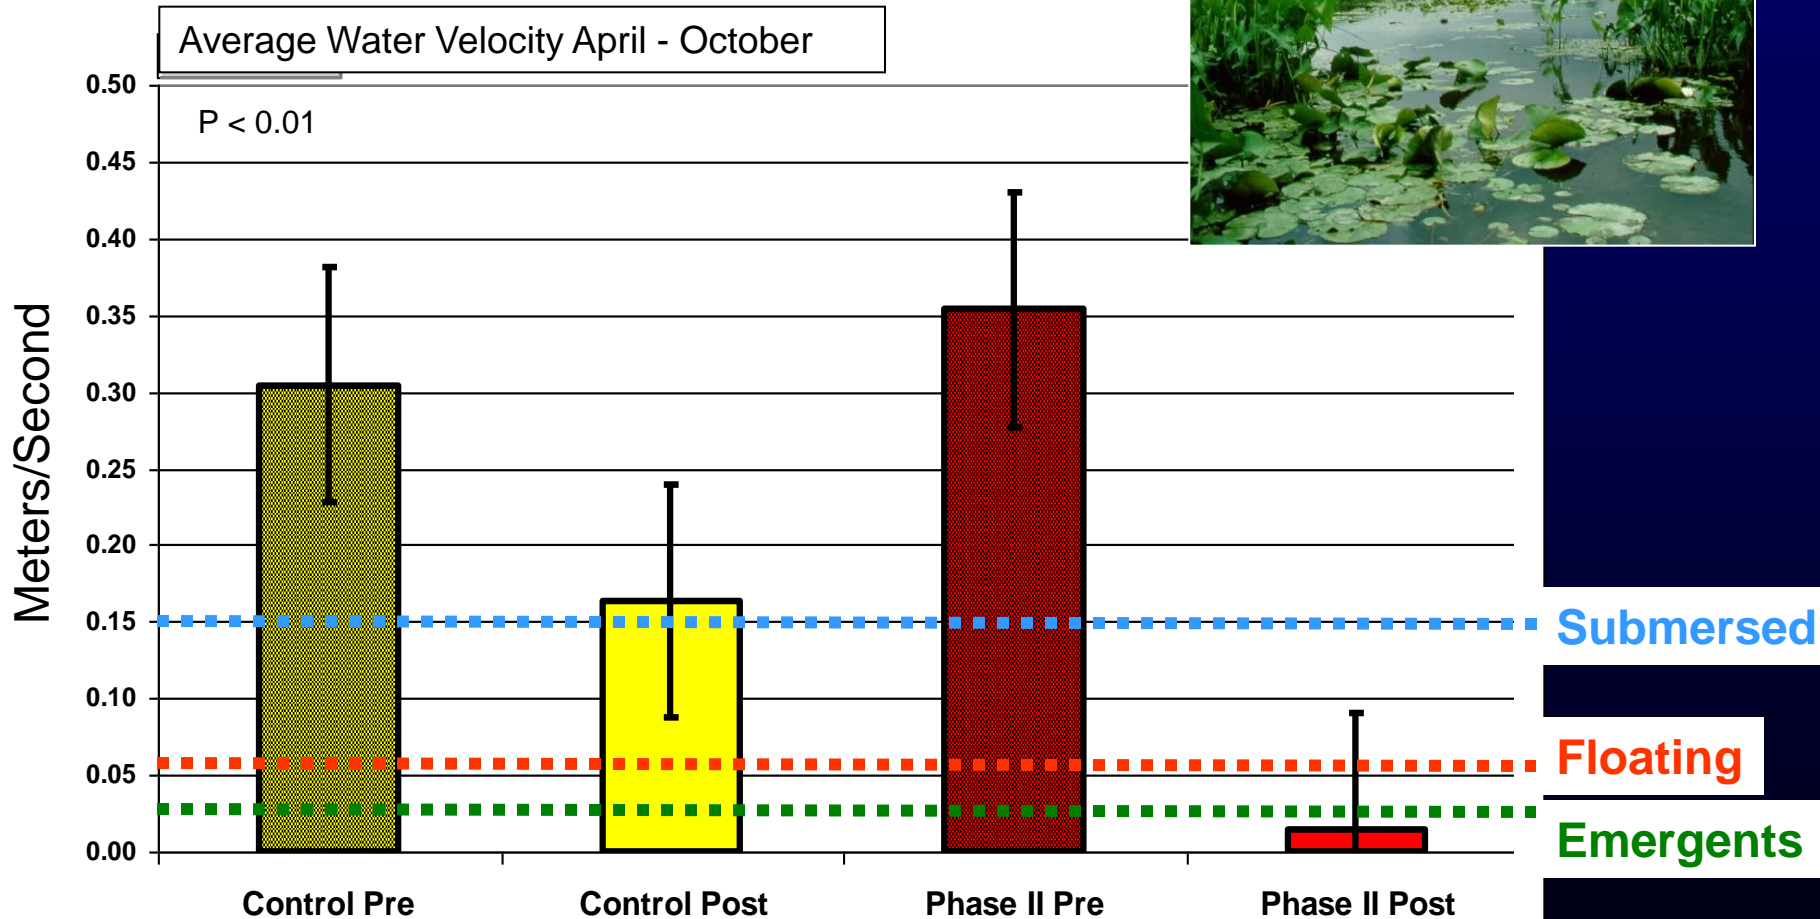 Average Water Velocity April - October
P < 0.01
0.50
0.45
0.40
0.35
0.30
0.25
0.20
0.15
0.10
0.05
0.00
Meters/Second
Control Pre
Control Post
Phase II Pre
Phase II Post
Submersed
Floating
Emergents